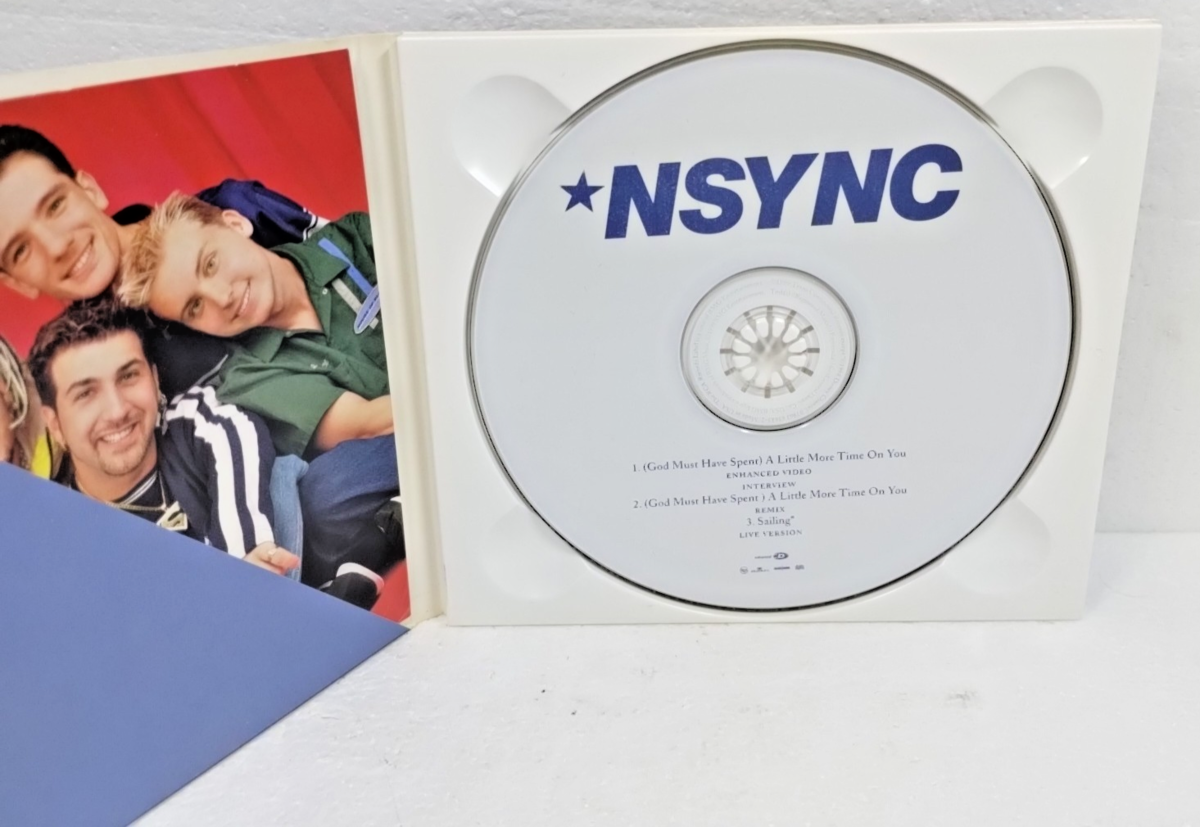 ★NSYNC
1. (God Must Have Spent) A Little More Time On You
ENHANCED VIDEO
INTERVIEW
2. (God Must Have Spent ) A Little More Time On You
REMIX
3. Sailing*
LIVE VERSION